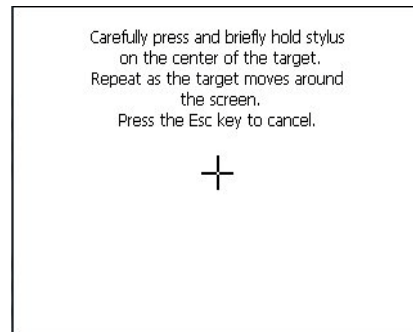 Carefully press and briefly hold stylus
on the center of the target.
Repeat as the target moves around
the screen.
Press the Esc key to cancel.